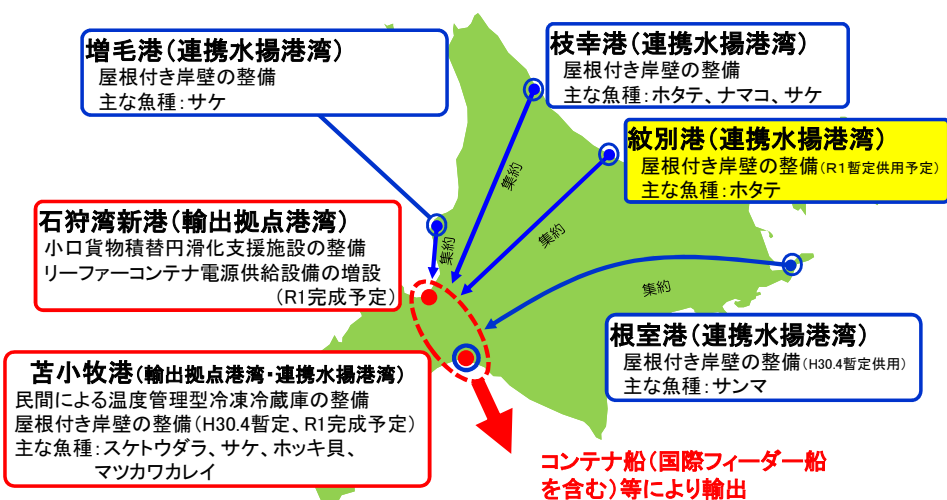 増毛港(連携水揚港湾)
屋根付き岸壁の整備
主な魚種:サケ
枝幸港(連携水揚港湾)
屋根付き岸壁の整備
主な魚種:ホタテ、ナマコ、サケ
紋別港(連携水揚港湾)
屋根付き岸壁の整備(R1暫定供用予定)
主な魚種:ホタテ
石狩湾新港(輸出拠点港湾)
小口貨物積替円滑化支援施設の整備
リーファーコンテナ電源供給設備の増設
(R1完成予定)
集約
集約
集約
集約
根室港(連携水揚港湾)
屋根付き岸壁の整備(H30.4暫定供用)
主な魚種:サンマ
苫小牧港(輸出拠点港湾・連携水揚港湾)
民間による温度管理型冷凍冷蔵庫の整備
屋根付き岸壁の整備(H30.4暫定、R1完成予定)
主な魚種:スケトウダラ、サケ、ホッキ貝、
マツカワカレイ
コンテナ船(国際フィーダー船
を含む)等により輸出